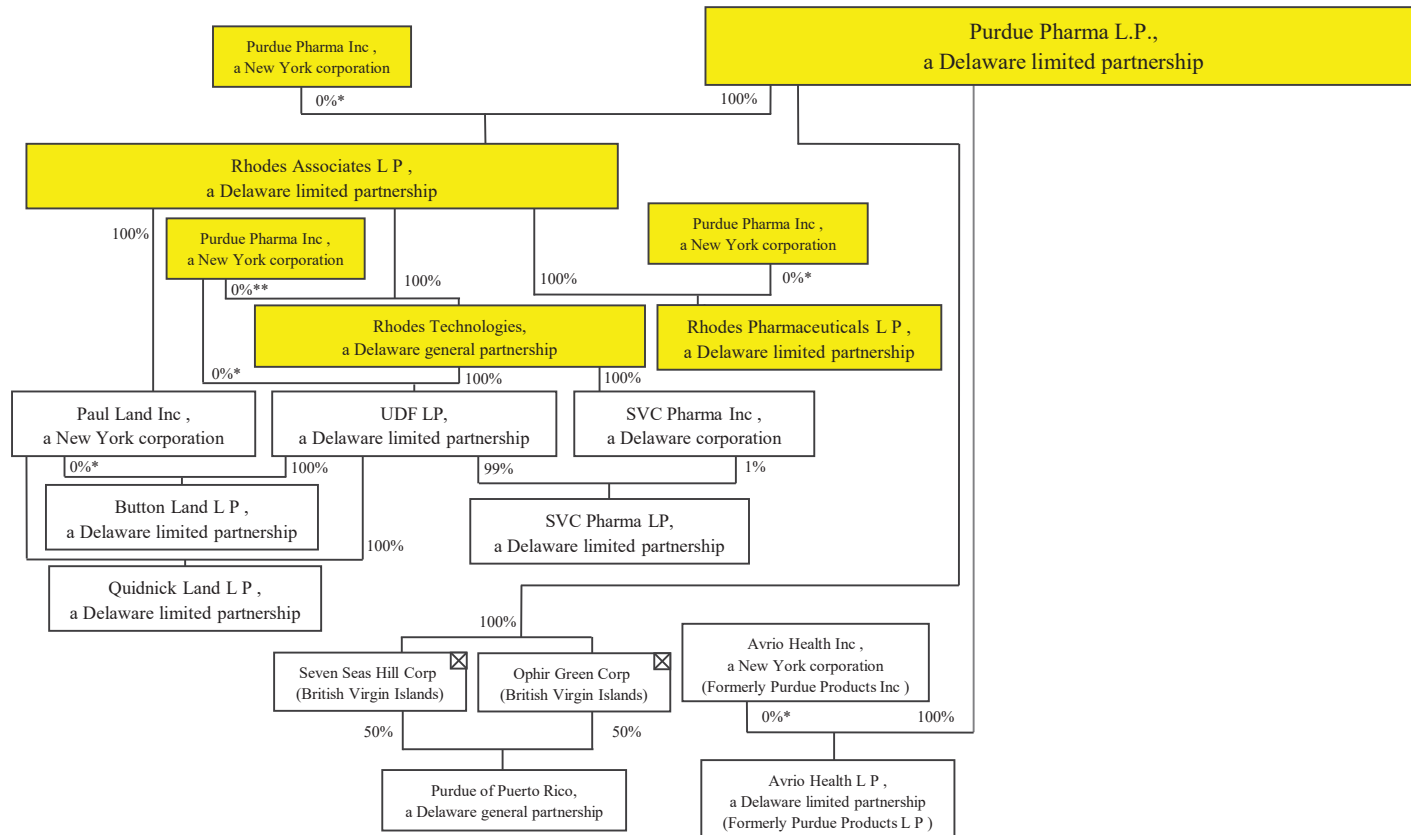 Purdue Pharma Inc ,
a New York corporation
Purdue Pharma L.P.,
a Delaware limited partnership
0%*
100%
Rhodes Associates L P ,
a Delaware limited partnership
100%
Purdue Pharma Inc ,
a New York corporation
Purdue Pharma Inc ,
a New York corporation
0%**
100%
100%
0%*
Rhodes Technologies,
a Delaware general partnership
Rhodes Pharmaceuticals L P ,
a Delaware limited partnership
0%*
100%
100%
Paul Land Inc ,
a New York corporation
UDF LP,
a Delaware limited partnership
SVC Pharma Inc ,
a Delaware corporation
0%*
100%
99%
1%
Button Land L P ,
a Delaware limited partnership
SVC Pharma LP,
a Delaware limited partnership
100%
Quidnick Land L P ,
a Delaware limited partnership
100%
Seven Seas Hill Corp
(British Virgin Islands)
Ophir Green Corp
(British Virgin Islands)
Avrio Health Inc ,
a New York corporation
(Formerly Purdue Products Inc )
50%
50%
0%*
100%
Purdue of Puerto Rico,
a Delaware general partnership
Avrio Health L P ,
a Delaware limited partnership
(Formerly Purdue Products L P )